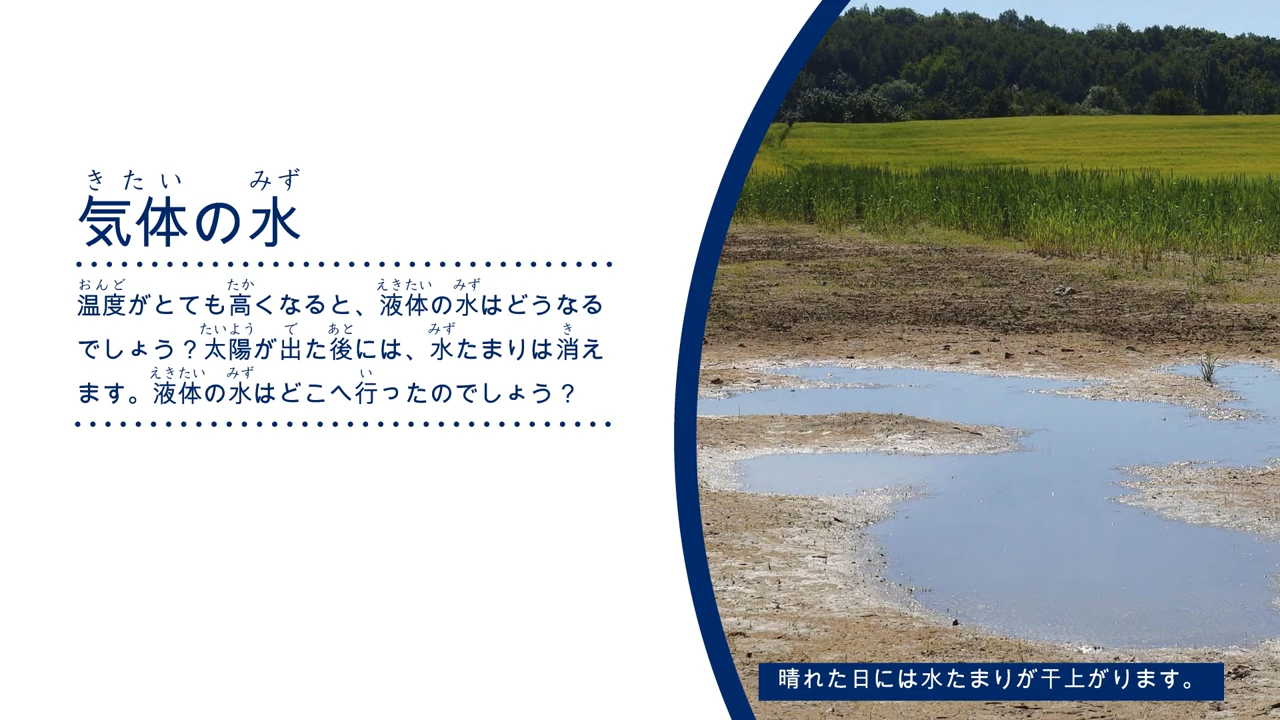 きたい みず
気体の水
おんど たか えきたい みず
温度がとても高くなると、液体の水はどうなる
たいよう で あと みず き
でしょう？太陽が出た後には、水たまりは消え
えきたい みず い
ます。液体の水はどこへ行ったのでしょう？
晴れた日には水たまりが干上がります。